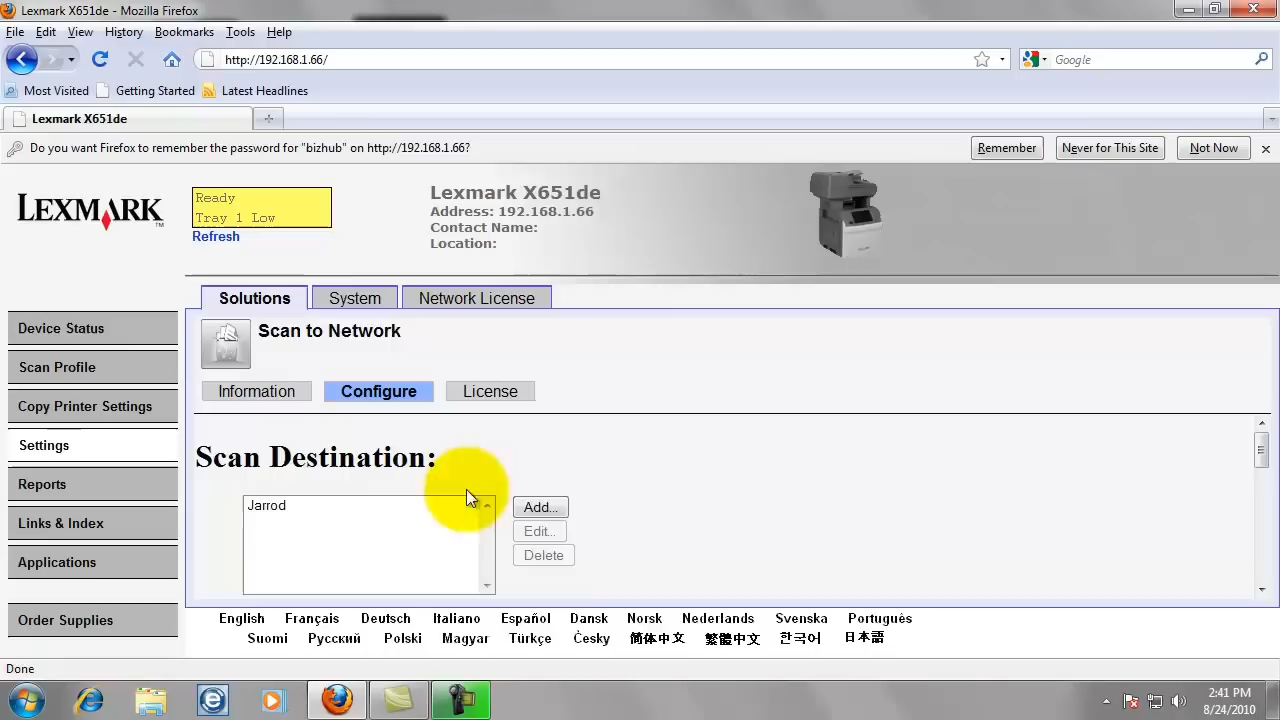 Lexmark X651de - Mozilla Firefox
File Edit View History Bookmarks Tools Help
http://192.168.1.66/
Google
Most Visited Getting Started Latest Headlines
Lexmark X651de
Do you want Firefox to remember the password for "bizhub" on http://192.168.1.66?
Remember Never for This Site Not Now
LEXMARK™
Ready
Tray 1 Low
Refresh
Lexmark X651de
Address: 192.168.1.66
Contact Name:
Location:
Device Status
Scan Profile
Copy Printer Settings
Settings
Reports
Links & Index
Applications
Order Supplies
Solutions System Network License
Scan to Network
Information Configure License
Scan Destination:
Jarrod
Add...
Edit...
Delete
English Français Deutsch Italiano Español Dansk Norsk Nederlands Svenska Português
Suomi Русский Polski Magyar Türkçe Česky 简体中文 繁體中文 한국어 日本語
Done
2:41 PM
8/24/2010